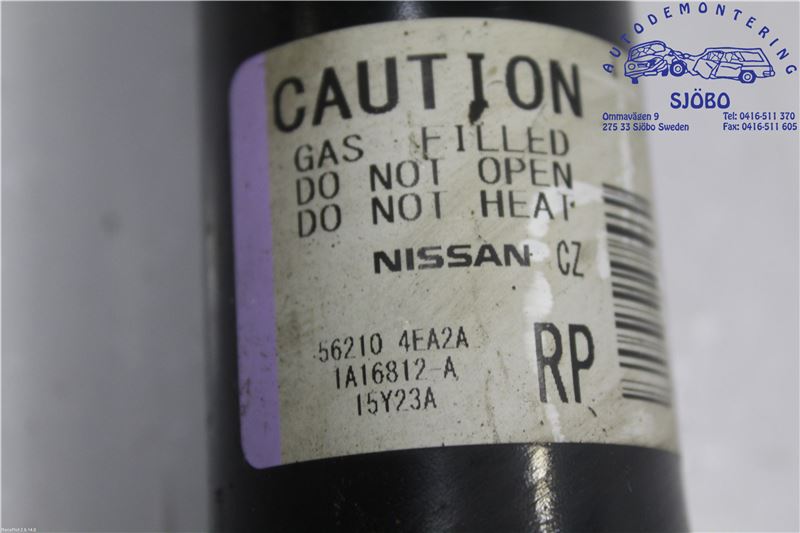 CAUTION
GAS FILLED
DO NOT OPEN
DO NOT HEAT
NISSAN CZ
56210 4EA2A
1A16812-A
15Y23A
RP
AUTODEMONTERING
SJÖBO
Ommavägen 9 Tel: 0416-511 370
275 33 Sjöbo Sweden Fax: 0416-511 605